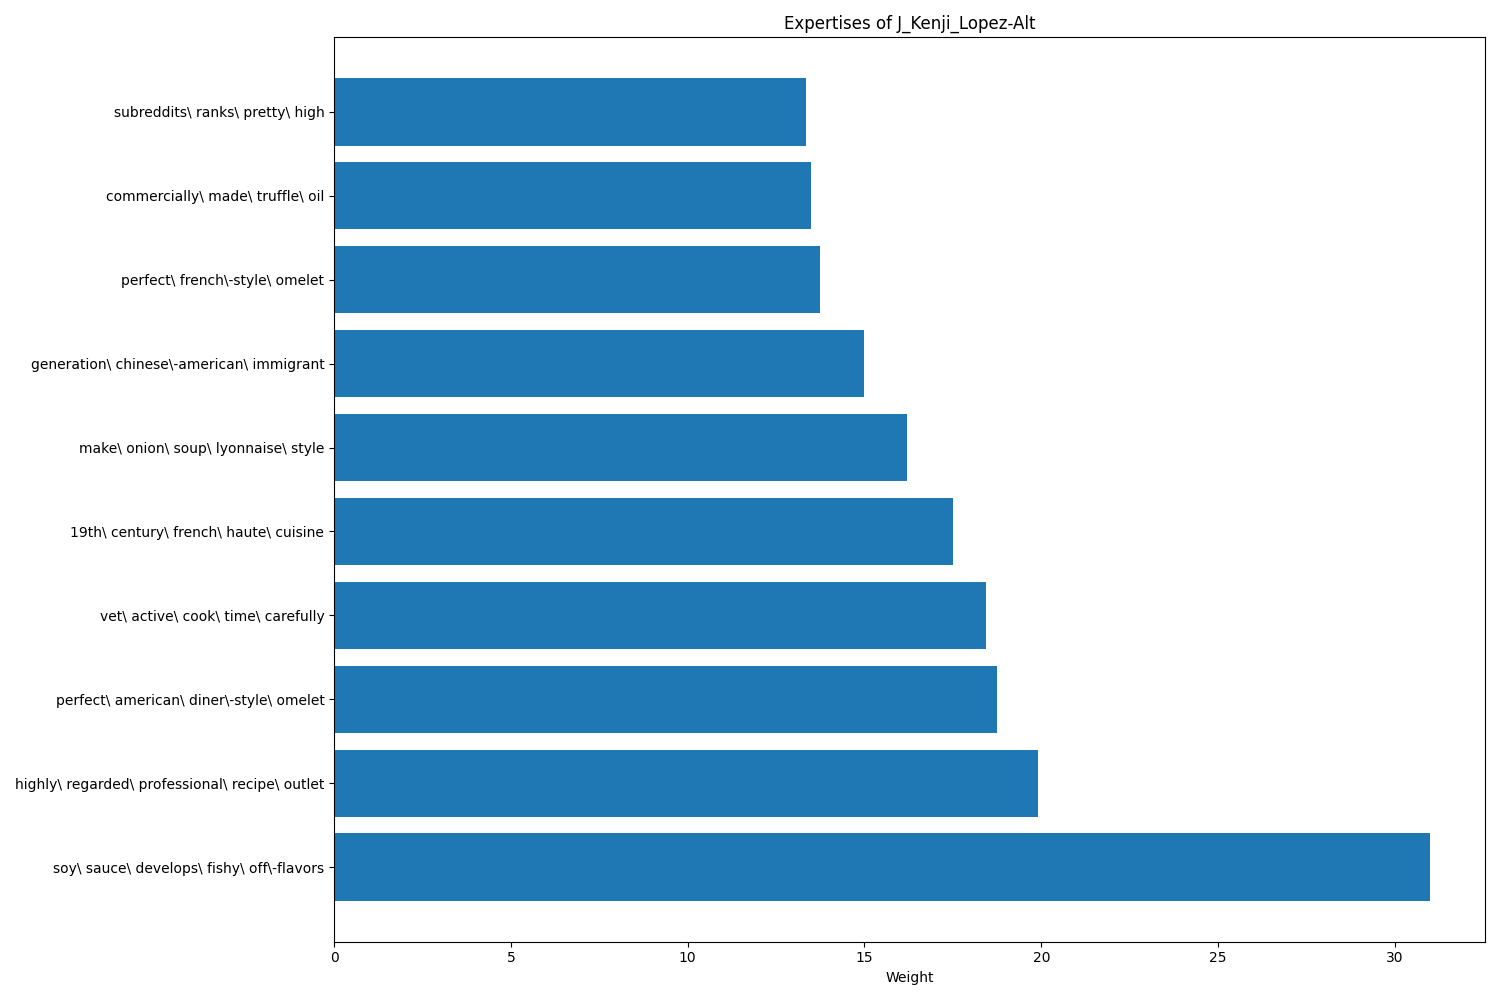 Expertises of J_Kenji_Lopez-Alt
subreddits\ ranks\ pretty\ high
commercially\ made\ truffle\ oil
perfect\ french\-style\ omelet
generation\ chinese\-american\ immigrant
make\ onion\ soup\ lyonnaise\ style
19th\ century\ french\ haute\ cuisine
vet\ active\ cook\ time\ carefully
perfect\ american\ diner\-style\ omelet
highly\ regarded\ professional\ recipe\ outlet
soy\ sauce\ develops\ fishy\ off\-flavors
0 5 10 15 20 25 30
Weight